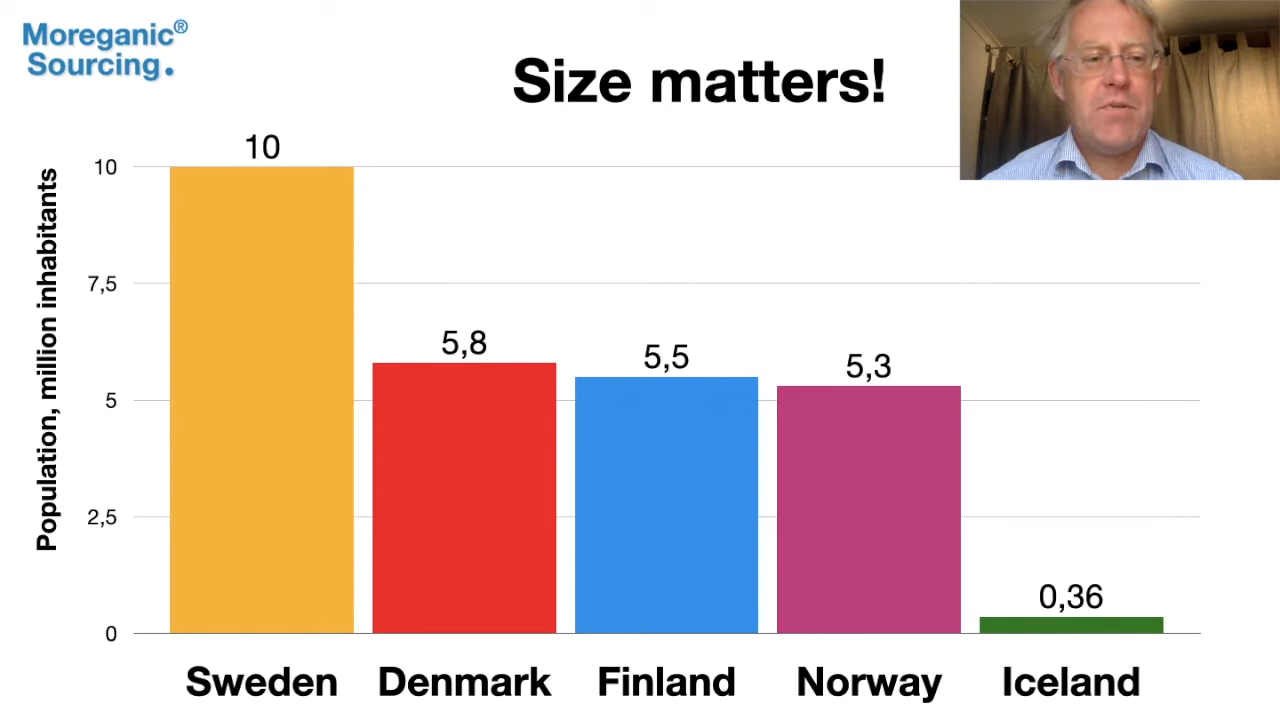 Moreganic®
Sourcing.
Size matters!
Population, million inhabitants
10
7,5
5
2,5
0
10
5,8
5,5
5,3
0,36
Sweden
Denmark
Finland
Norway
Iceland